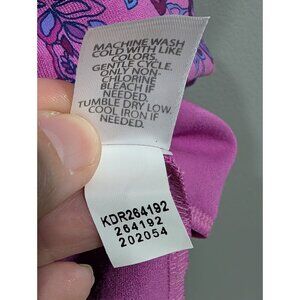 MACHINE WASH
COLD WITH LIKE
COLORS.
GENTLE CYCLE.
ONLY NON-
CHLORINE
BLEACH IF
NEEDED.
TUMBLE DRY LOW.
COOL IRON IF
NEEDED.
KDR264192
264192
202054